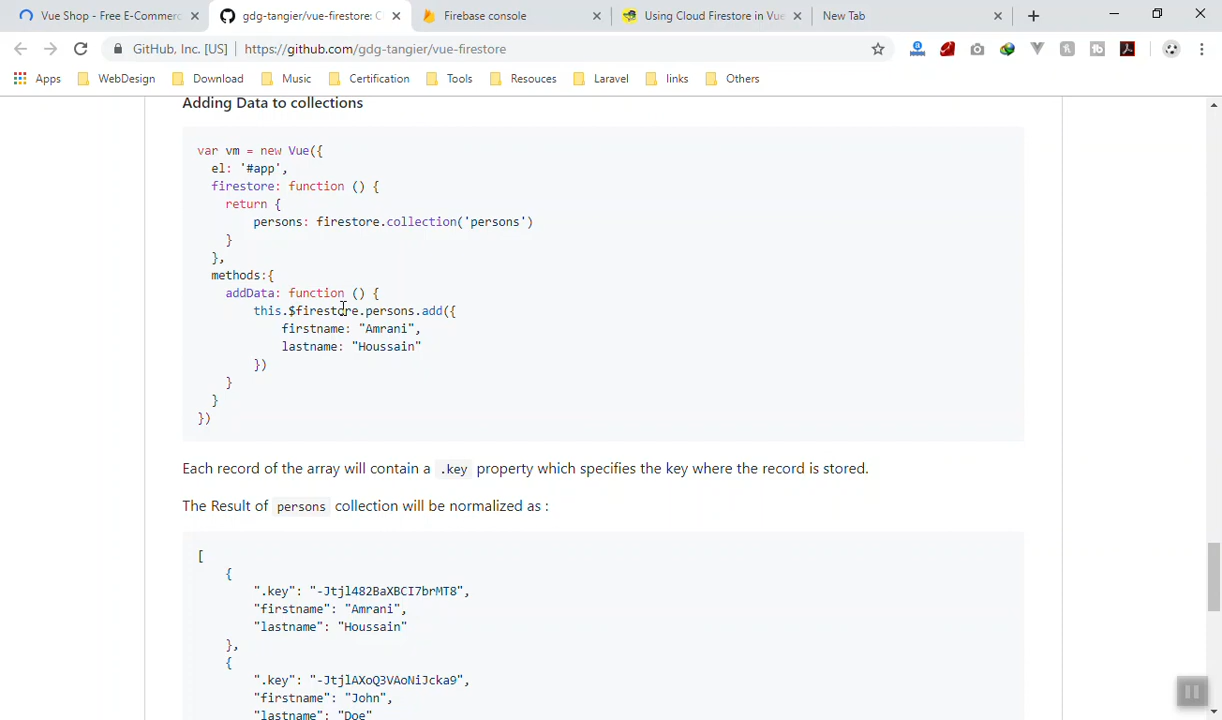 Vue Shop - Free E-Commerc
gdg-tangier/vue-firestore: C
Firebase console
Using Cloud Firestore in Vue
New Tab
GitHub, Inc. [US]
https://github.com/gdg-tangier/vue-firestore
Apps
WebDesign
Download
Music
Certification
Tools
Resouces
Laravel
links
Others
Adding Data to collections
var vm = new Vue({
el: '#app',
firestore: function () {
return {
persons: firestore.collection('persons')
}
},
methods:{
addData: function () {
this.$firestore.persons.add({
firstname: "Amrani",
lastname: "Houssain"
})
}
}
})
Each record of the array will contain a .key property which specifies the key where the record is stored.
The Result of persons collection will be normalized as :
[
{
".key": "-Jtjl482BaXBCI7brMT8",
"firstname": "Amrani",
"lastname": "Houssain"
},
{
".key": "-JtjlAXoQ3VAoNiJcka9",
"firstname": "John",
"lastname": "Doe"